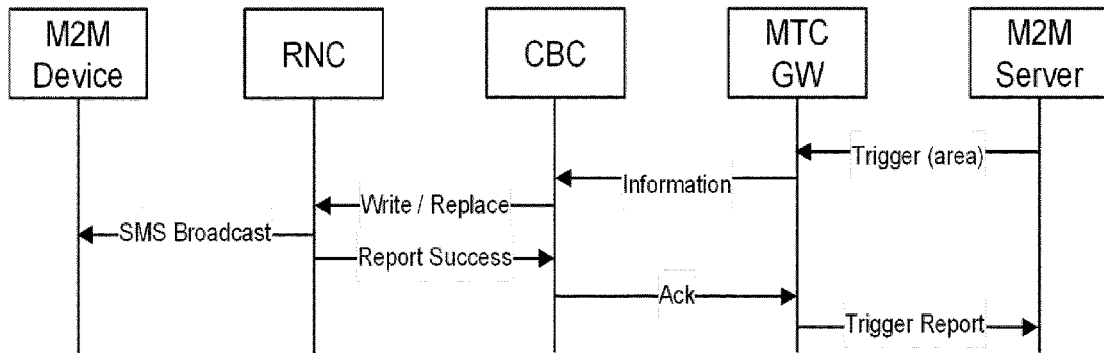 M2M
Device
RNC
CBC
MTC
GW
M2M
Server
Trigger (area)
Information
Write / Replace
SMS Broadcast
Report Success
Ack
Trigger Report